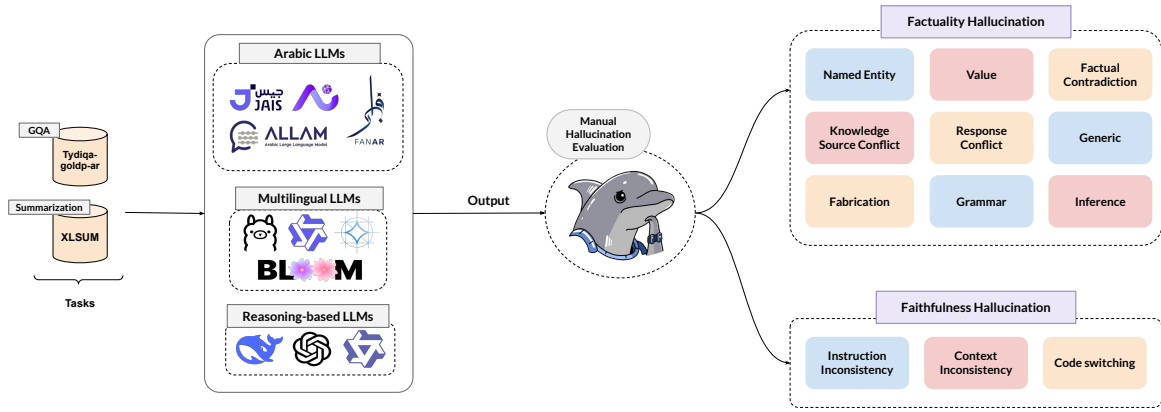 GQA
Tydiqa-
goldp-ar
Summarization
XLSUM
Tasks
Arabic LLMs
جيس
JAIS
ALLAM
Arabic Large Language Model
فنر
FANAR
Multilingual LLMs
BLOOM
Reasoning-based LLMs
Output
Manual
Hallucination
Evaluation
Factuality Hallucination
Named Entity
Value
Factual
Contradiction
Knowledge
Source Conflict
Response
Conflict
Generic
Fabrication
Grammar
Inference
Faithfulness Hallucination
Instruction
Inconsistency
Context
Inconsistency
Code switching